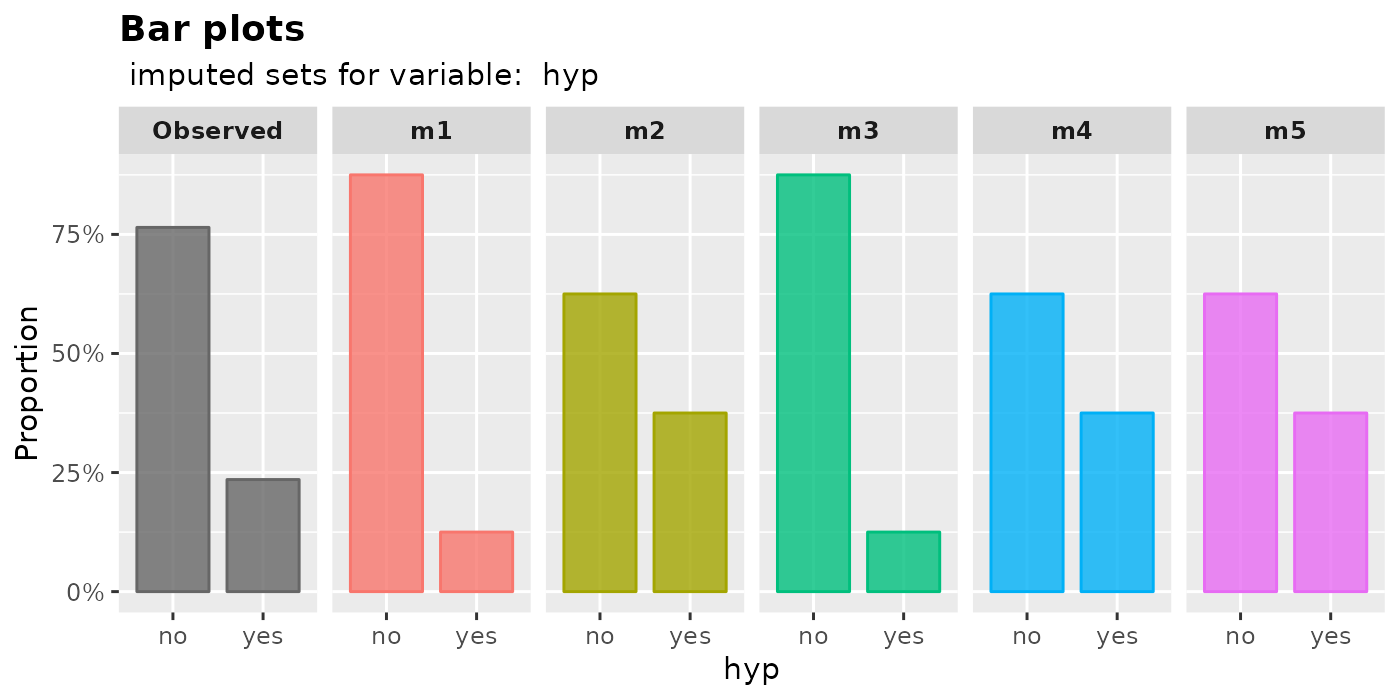 Bar plots
imputed sets for variable:  hyp
Observed m1 m2 m3 m4 m5
Proportion
75%
50%
25%
0%
no yes no yes no yes no yes no yes no yes
hyp